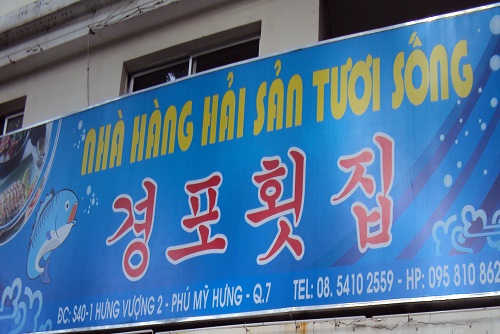 NHÀ HÀNG HẢI SẢN TƯƠI SỐNG
경포횟집
ĐC: S40-1 HƯNG VƯỢNG 2 - PHÚ MỸ HƯNG - Q.7 TEL: 08. 5410 2559 - HP: 095 810 862